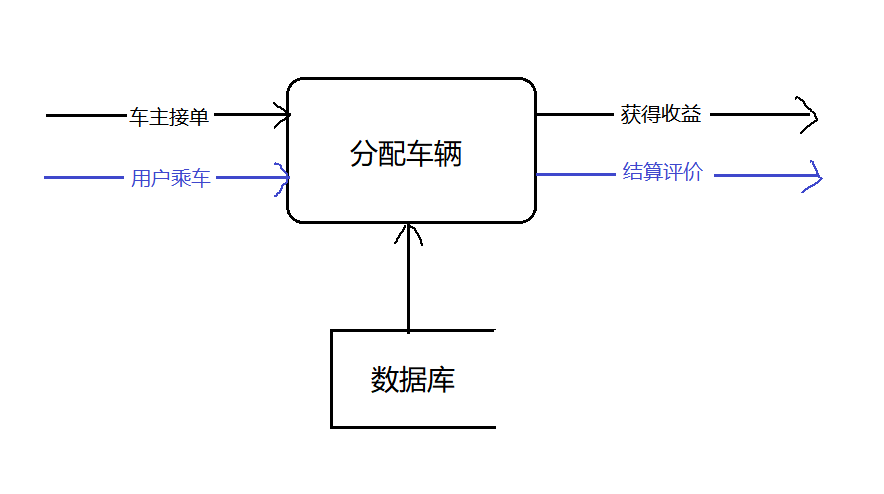 车主接单
获得收益
分配车辆
用户乘车
结算评价
数据库